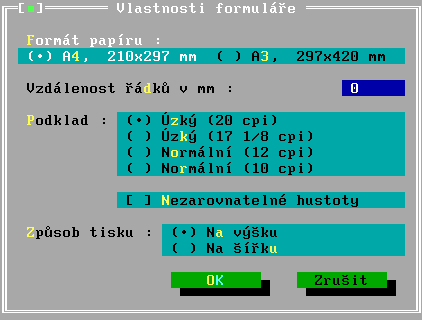 [■] Vlastnosti formuláře
Formát papíru :
(•) A4, 210x297 mm ( ) A3, 297x420 mm
Vzdálenost řádků v mm : 0
Podklad : (•) Úzký (20 cpi)
( ) Úzký (17 1/8 cpi)
( ) Normální (12 cpi)
( ) Normální (10 cpi)
[ ] Nezarovnatelné hustoty
Způsob tisku : (•) Na výšku
( ) Na šířku
OK Zrušit